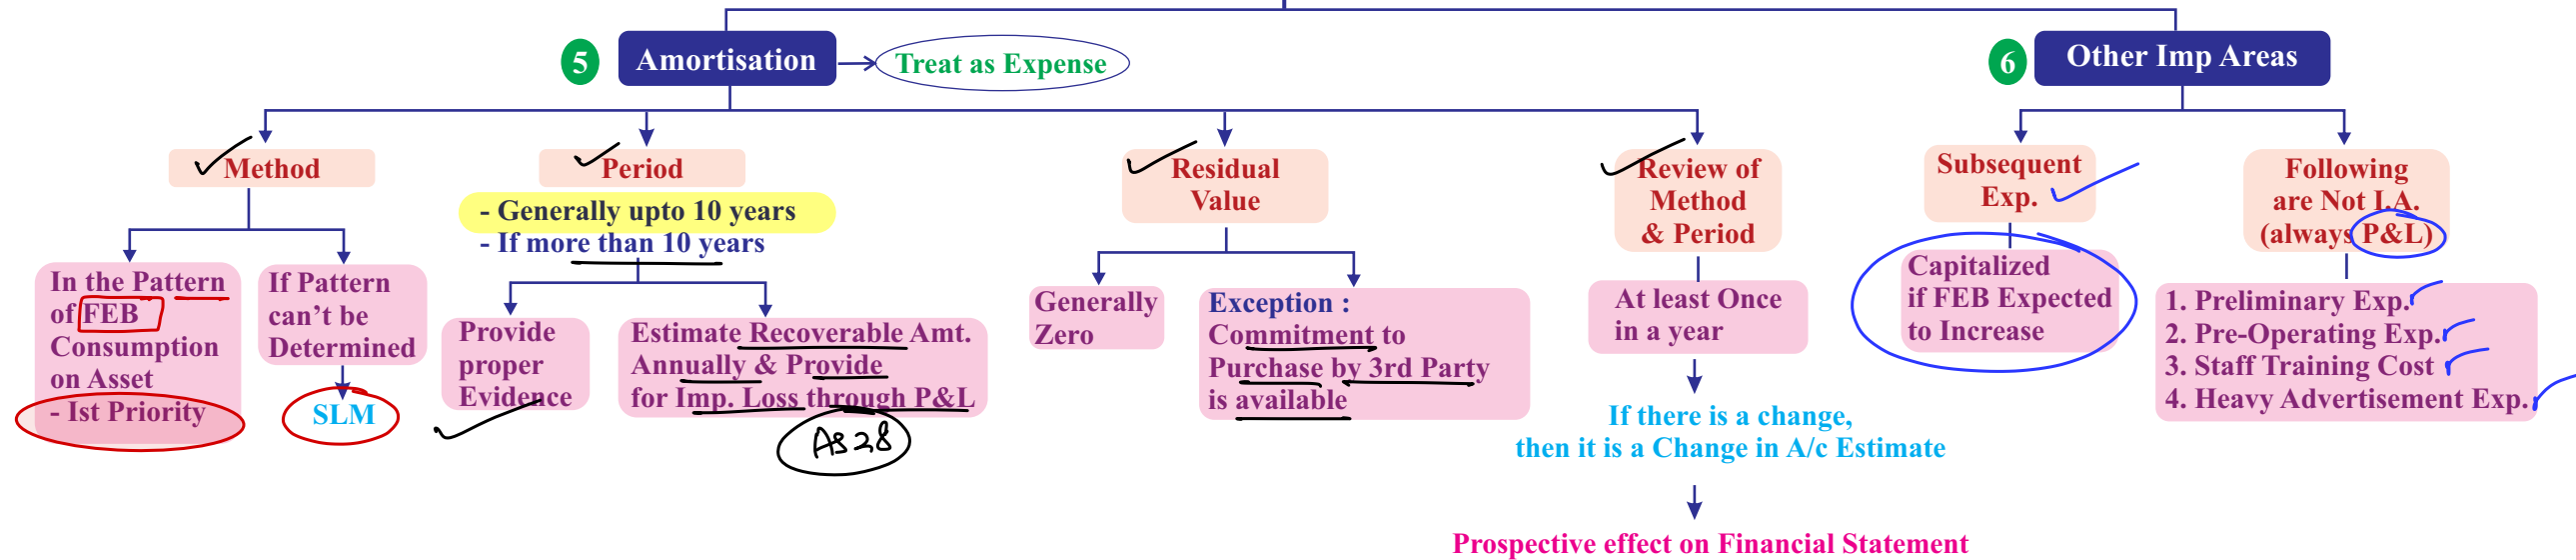 5
Amortisation
Treat as Expense
Method
In the Pattern
of FEB
Consumption
on Asset
- Ist Priority
If Pattern
can't be
Determined
SLM
Period
- Generally upto 10 years
- If more than 10 years
Provide
proper
Evidence
Estimate Recoverable Amt.
Annually & Provide
for Imp. Loss through P&L
AS 28
Residual
Value
Generally
Zero
Exception :
Commitment to
Purchase by 3rd Party
is available
Review of
Method
& Period
At least Once
in a year
If there is a change,
then it is a Change in A/c Estimate
Prospective effect on Financial Statement
6
Other Imp Areas
Subsequent
Exp.
Capitalized
if FEB Expected
to Increase
Following
are Not I.A.
(always P&L)
1. Preliminary Exp.
2. Pre-Operating Exp.
3. Staff Training Cost
4. Heavy Advertisement Exp.